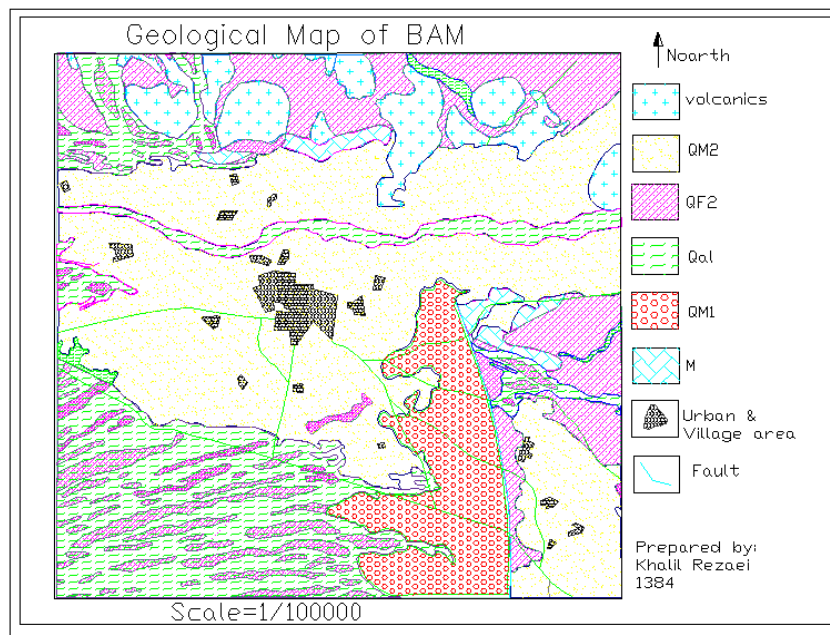 Geological Map of BAM
Noarth
volcanics
QM2
QF2
Qal
QM1
M
Urban &
Village area
Fault
Prepared by:
Khalil Rezaei
1384
Scale=1/100000